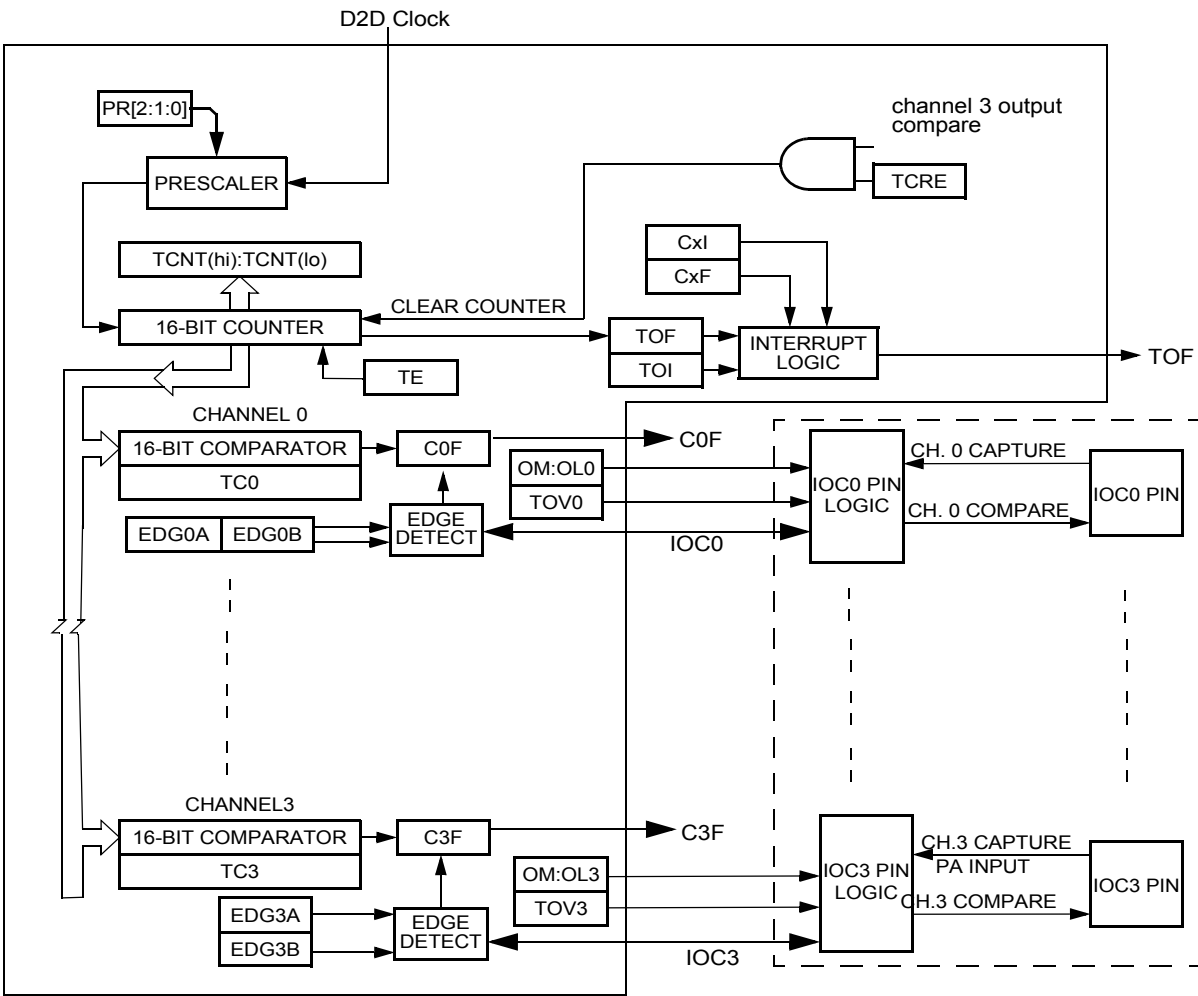 D2D Clock
PR[2:1:0]
channel 3 output
compare
PRESCALER
TCRE
CxI
TCNT(hi):TCNT(lo)
CxF
CLEAR COUNTER
16-BIT COUNTER
TOF
INTERRUPT
LOGIC
TOF
TOI
TE
CHANNEL 0
16-BIT COMPARATOR
C0F
C0F
TC0
OM:OL0
TOV0
IOC0 PIN
LOGIC
CH. 0 CAPTURE
CH. 0 COMPARE
IOC0 PIN
EDG0A
EDG0B
EDGE
DETECT
IOC0
CHANNEL3
16-BIT COMPARATOR
C3F
C3F
TC3
OM:OL3
TOV3
IOC3 PIN
LOGIC
CH.3 CAPTURE
PA INPUT
CH.3 COMPARE
IOC3 PIN
EDG3A
EDG3B
EDGE
DETECT
IOC3